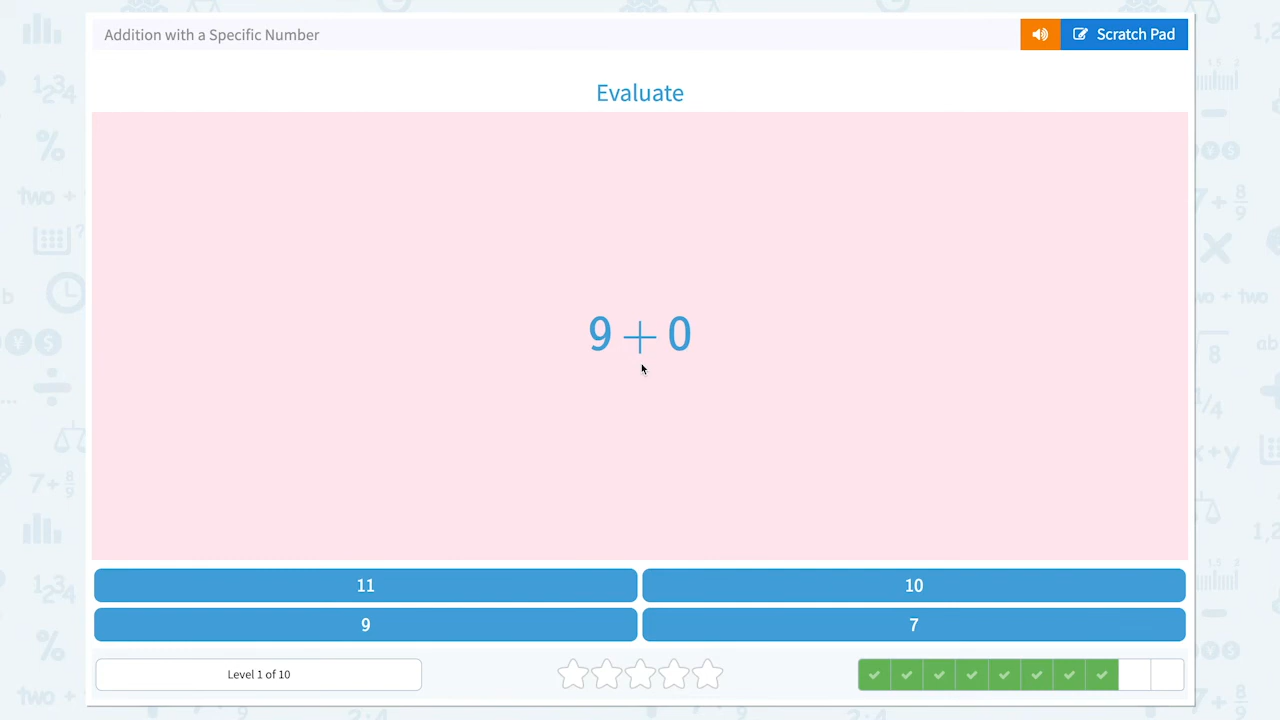 Addition with a Specific Number
Scratch Pad
Evaluate
9 + 0
11
10
9
7
Level 1 of 10